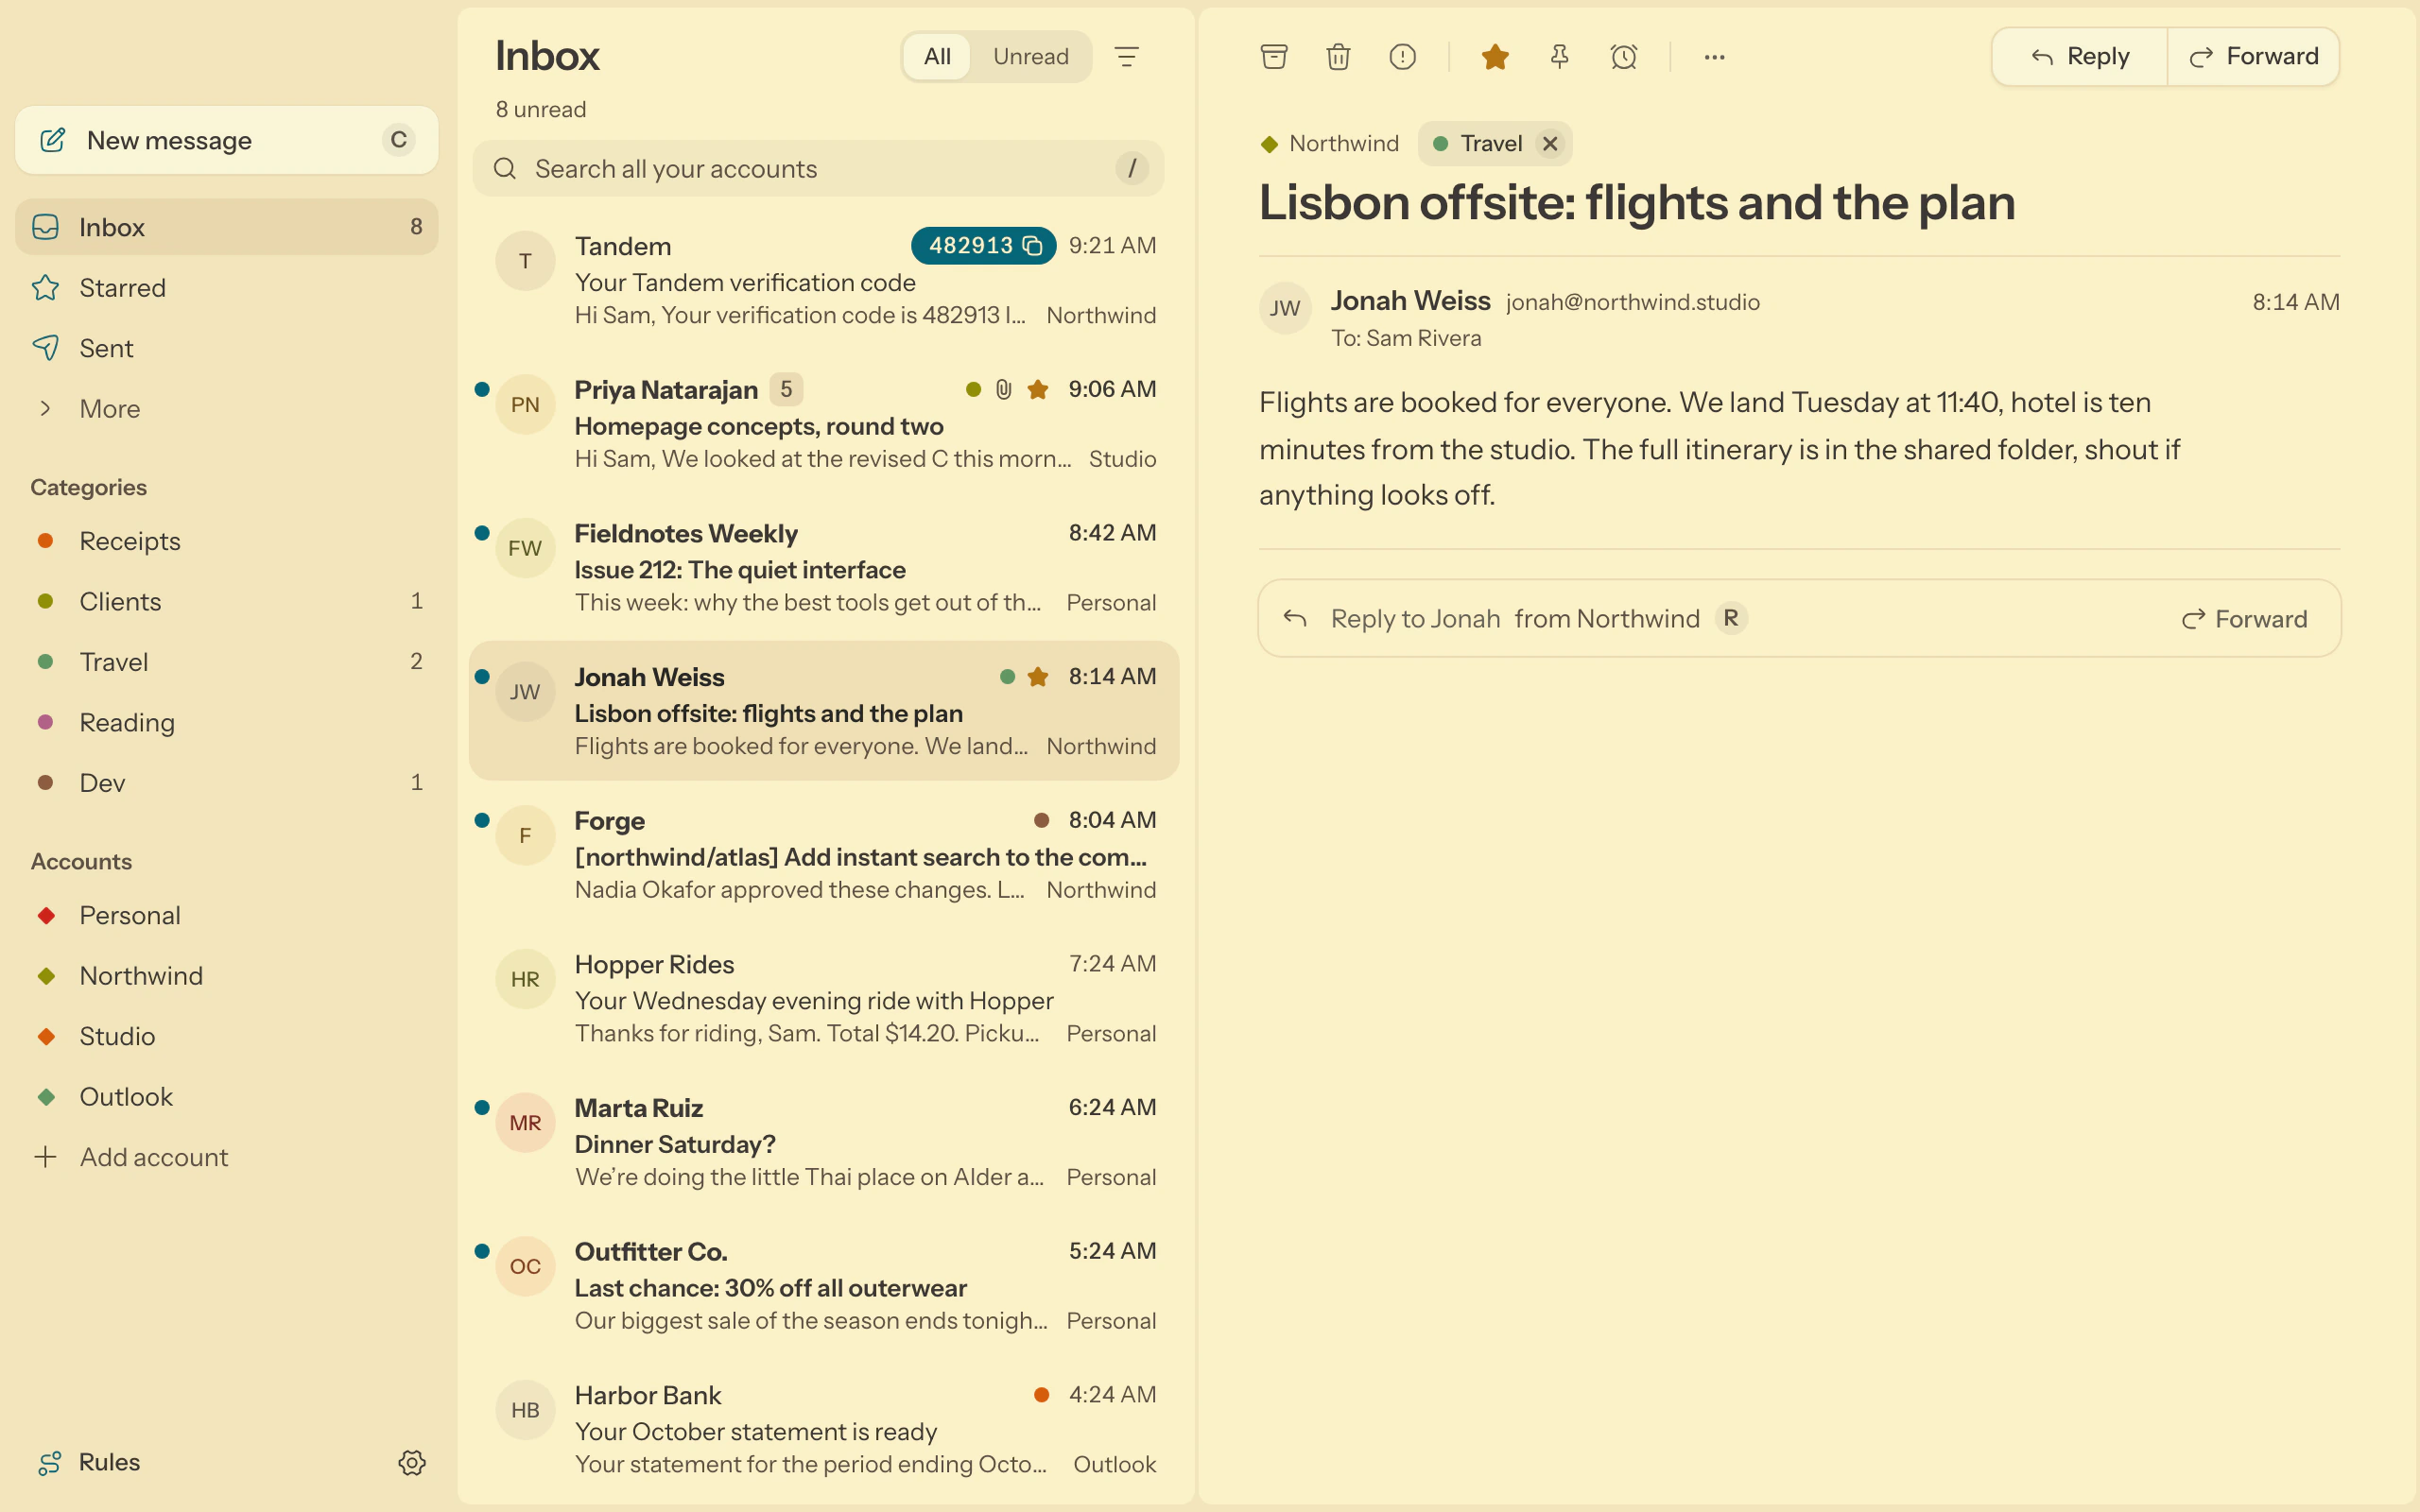 New message C
Inbox 8
Starred
Sent
More
Categories
Receipts
Clients 1
Travel 2
Reading
Dev 1
Accounts
Personal
Northwind
Studio
Outlook
Add account
Rules
Inbox All Unread
8 unread
Search all your accounts /
T Tandem 482913 9:21 AM
Your Tandem verification code
Hi Sam, Your verification code is 482913 I... Northwind
PN Priya Natarajan 5 9:06 AM
Homepage concepts, round two
Hi Sam, We looked at the revised C this morn... Studio
FW Fieldnotes Weekly 8:42 AM
Issue 212: The quiet interface
This week: why the best tools get out of th... Personal
JW Jonah Weiss 8:14 AM
Lisbon offsite: flights and the plan
Flights are booked for everyone. We land... Northwind
F Forge 8:04 AM
[northwind/atlas] Add instant search to the com...
Nadia Okafor approved these changes. L... Northwind
HR Hopper Rides 7:24 AM
Your Wednesday evening ride with Hopper
Thanks for riding, Sam. Total $14.20. Picku... Personal
MR Marta Ruiz 6:24 AM
Dinner Saturday?
We’re doing the little Thai place on Alder a... Personal
OC Outfitter Co. 5:24 AM
Last chance: 30% off all outerwear
Our biggest sale of the season ends tonigh... Personal
HB Harbor Bank 4:24 AM
Your October statement is ready
Your statement for the period ending Octo... Outlook
Reply Forward
Northwind Travel
Lisbon offsite: flights and the plan
JW Jonah Weiss jonah@northwind.studio 8:14 AM
To: Sam Rivera
Flights are booked for everyone. We land Tuesday at 11:40, hotel is ten
minutes from the studio. The full itinerary is in the shared folder, shout if
anything looks off.
Reply to Jonah from Northwind R Forward